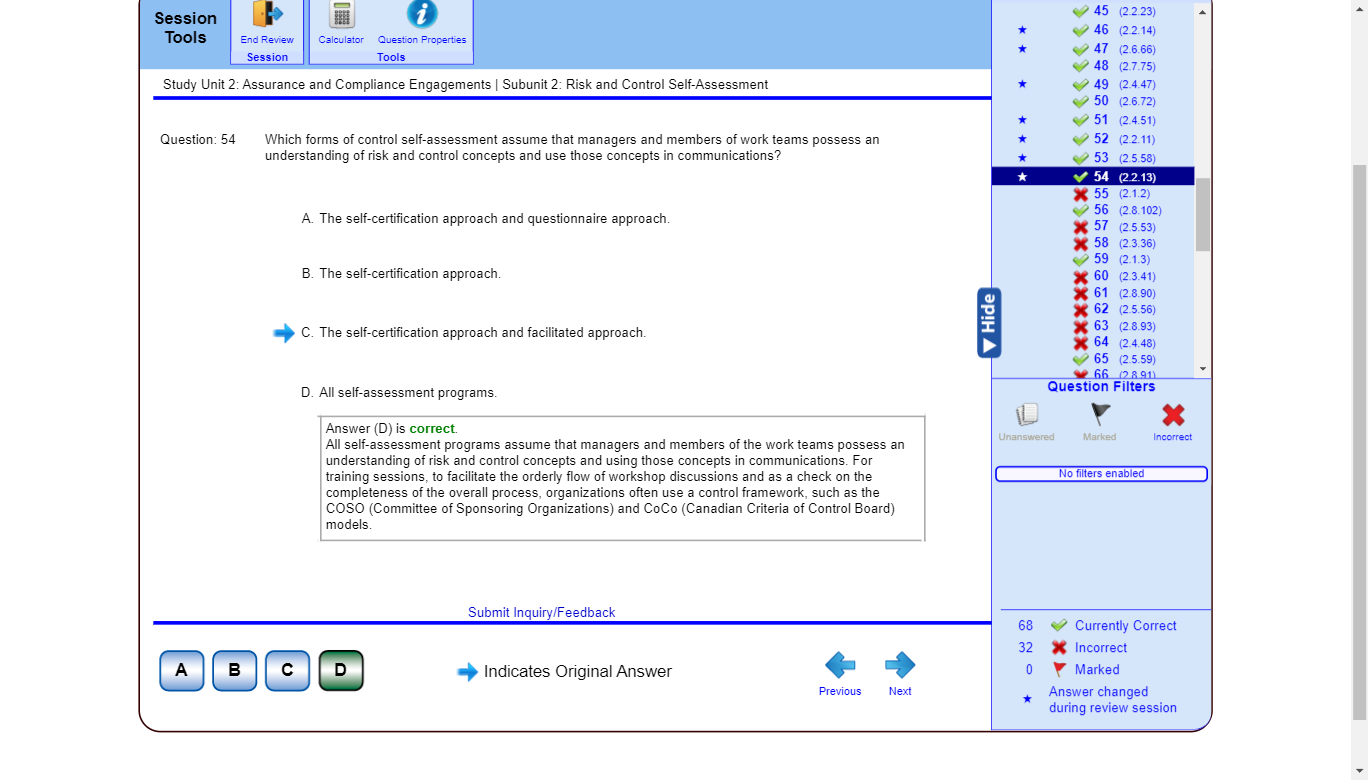 Session Tools
End Review
Session
Calculator Question Properties
Tools
Study Unit 2: Assurance and Compliance Engagements | Subunit 2: Risk and Control Self-Assessment
Question: 54 Which forms of control self-assessment assume that managers and members of work teams possess an
understanding of risk and control concepts and use those concepts in communications?
A. The self-certification approach and questionnaire approach.
B. The self-certification approach.
C. The self-certification approach and facilitated approach.
D. All self-assessment programs.
Answer (D) is correct.
All self-assessment programs assume that managers and members of the work teams possess an
understanding of risk and control concepts and using those concepts in communications. For
training sessions, to facilitate the orderly flow of workshop discussions and as a check on the
completeness of the overall process, organizations often use a control framework, such as the
COSO (Committee of Sponsoring Organizations) and CoCo (Canadian Criteria of Control Board)
models.
Submit Inquiry/Feedback
A B C D
Indicates Original Answer
Previous Next
45 (2.2.23)
46 (2.2.14)
47 (2.6.66)
48 (2.7.75)
49 (2.4.47)
50 (2.6.72)
51 (2.4.51)
52 (2.2.11)
53 (2.5.58)
54 (2.2.13)
55 (2.1.2)
56 (2.8.102)
57 (2.5.53)
58 (2.3.36)
59 (2.1.3)
60 (2.3.41)
61 (2.8.90)
62 (2.5.56)
63 (2.8.93)
64 (2.4.48)
65 (2.5.59)
66 (2.8.91)
Hide
Question Filters
Unanswered Marked Incorrect
No filters enabled
68 Currently Correct
32 Incorrect
0 Marked
Answer changed
during review session